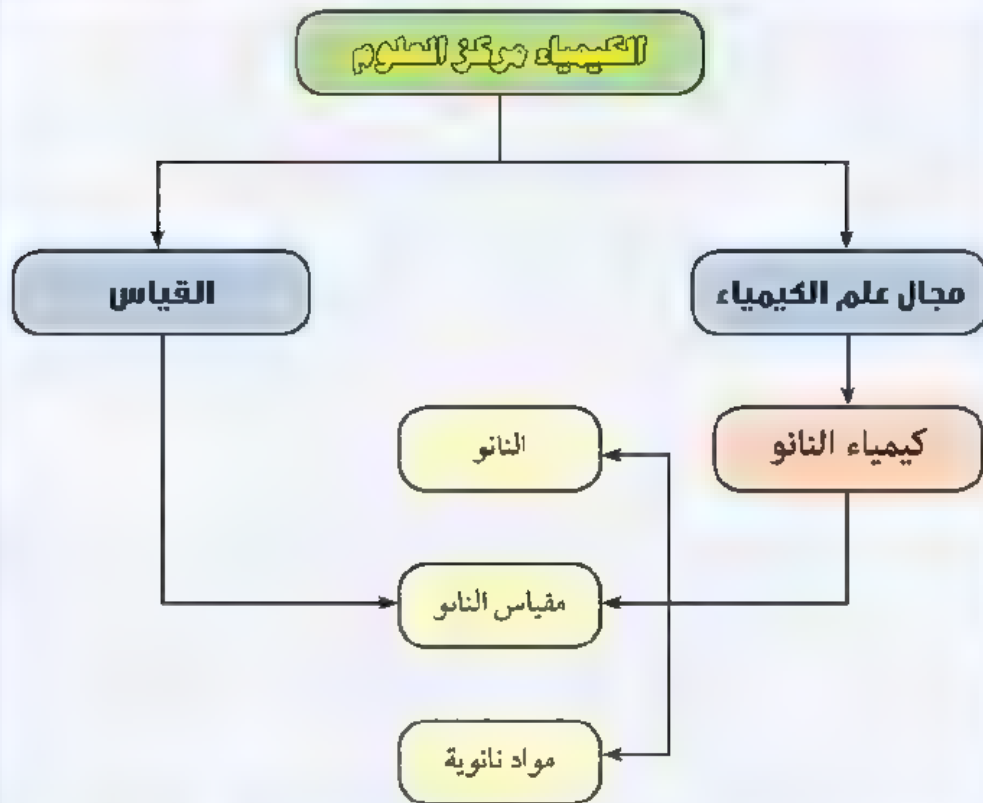 الكيمياء مركز العلوم
مجال علم الكيمياء
القياس
كيمياء النانو
النانو
مقياس النانو
مواد نانوية